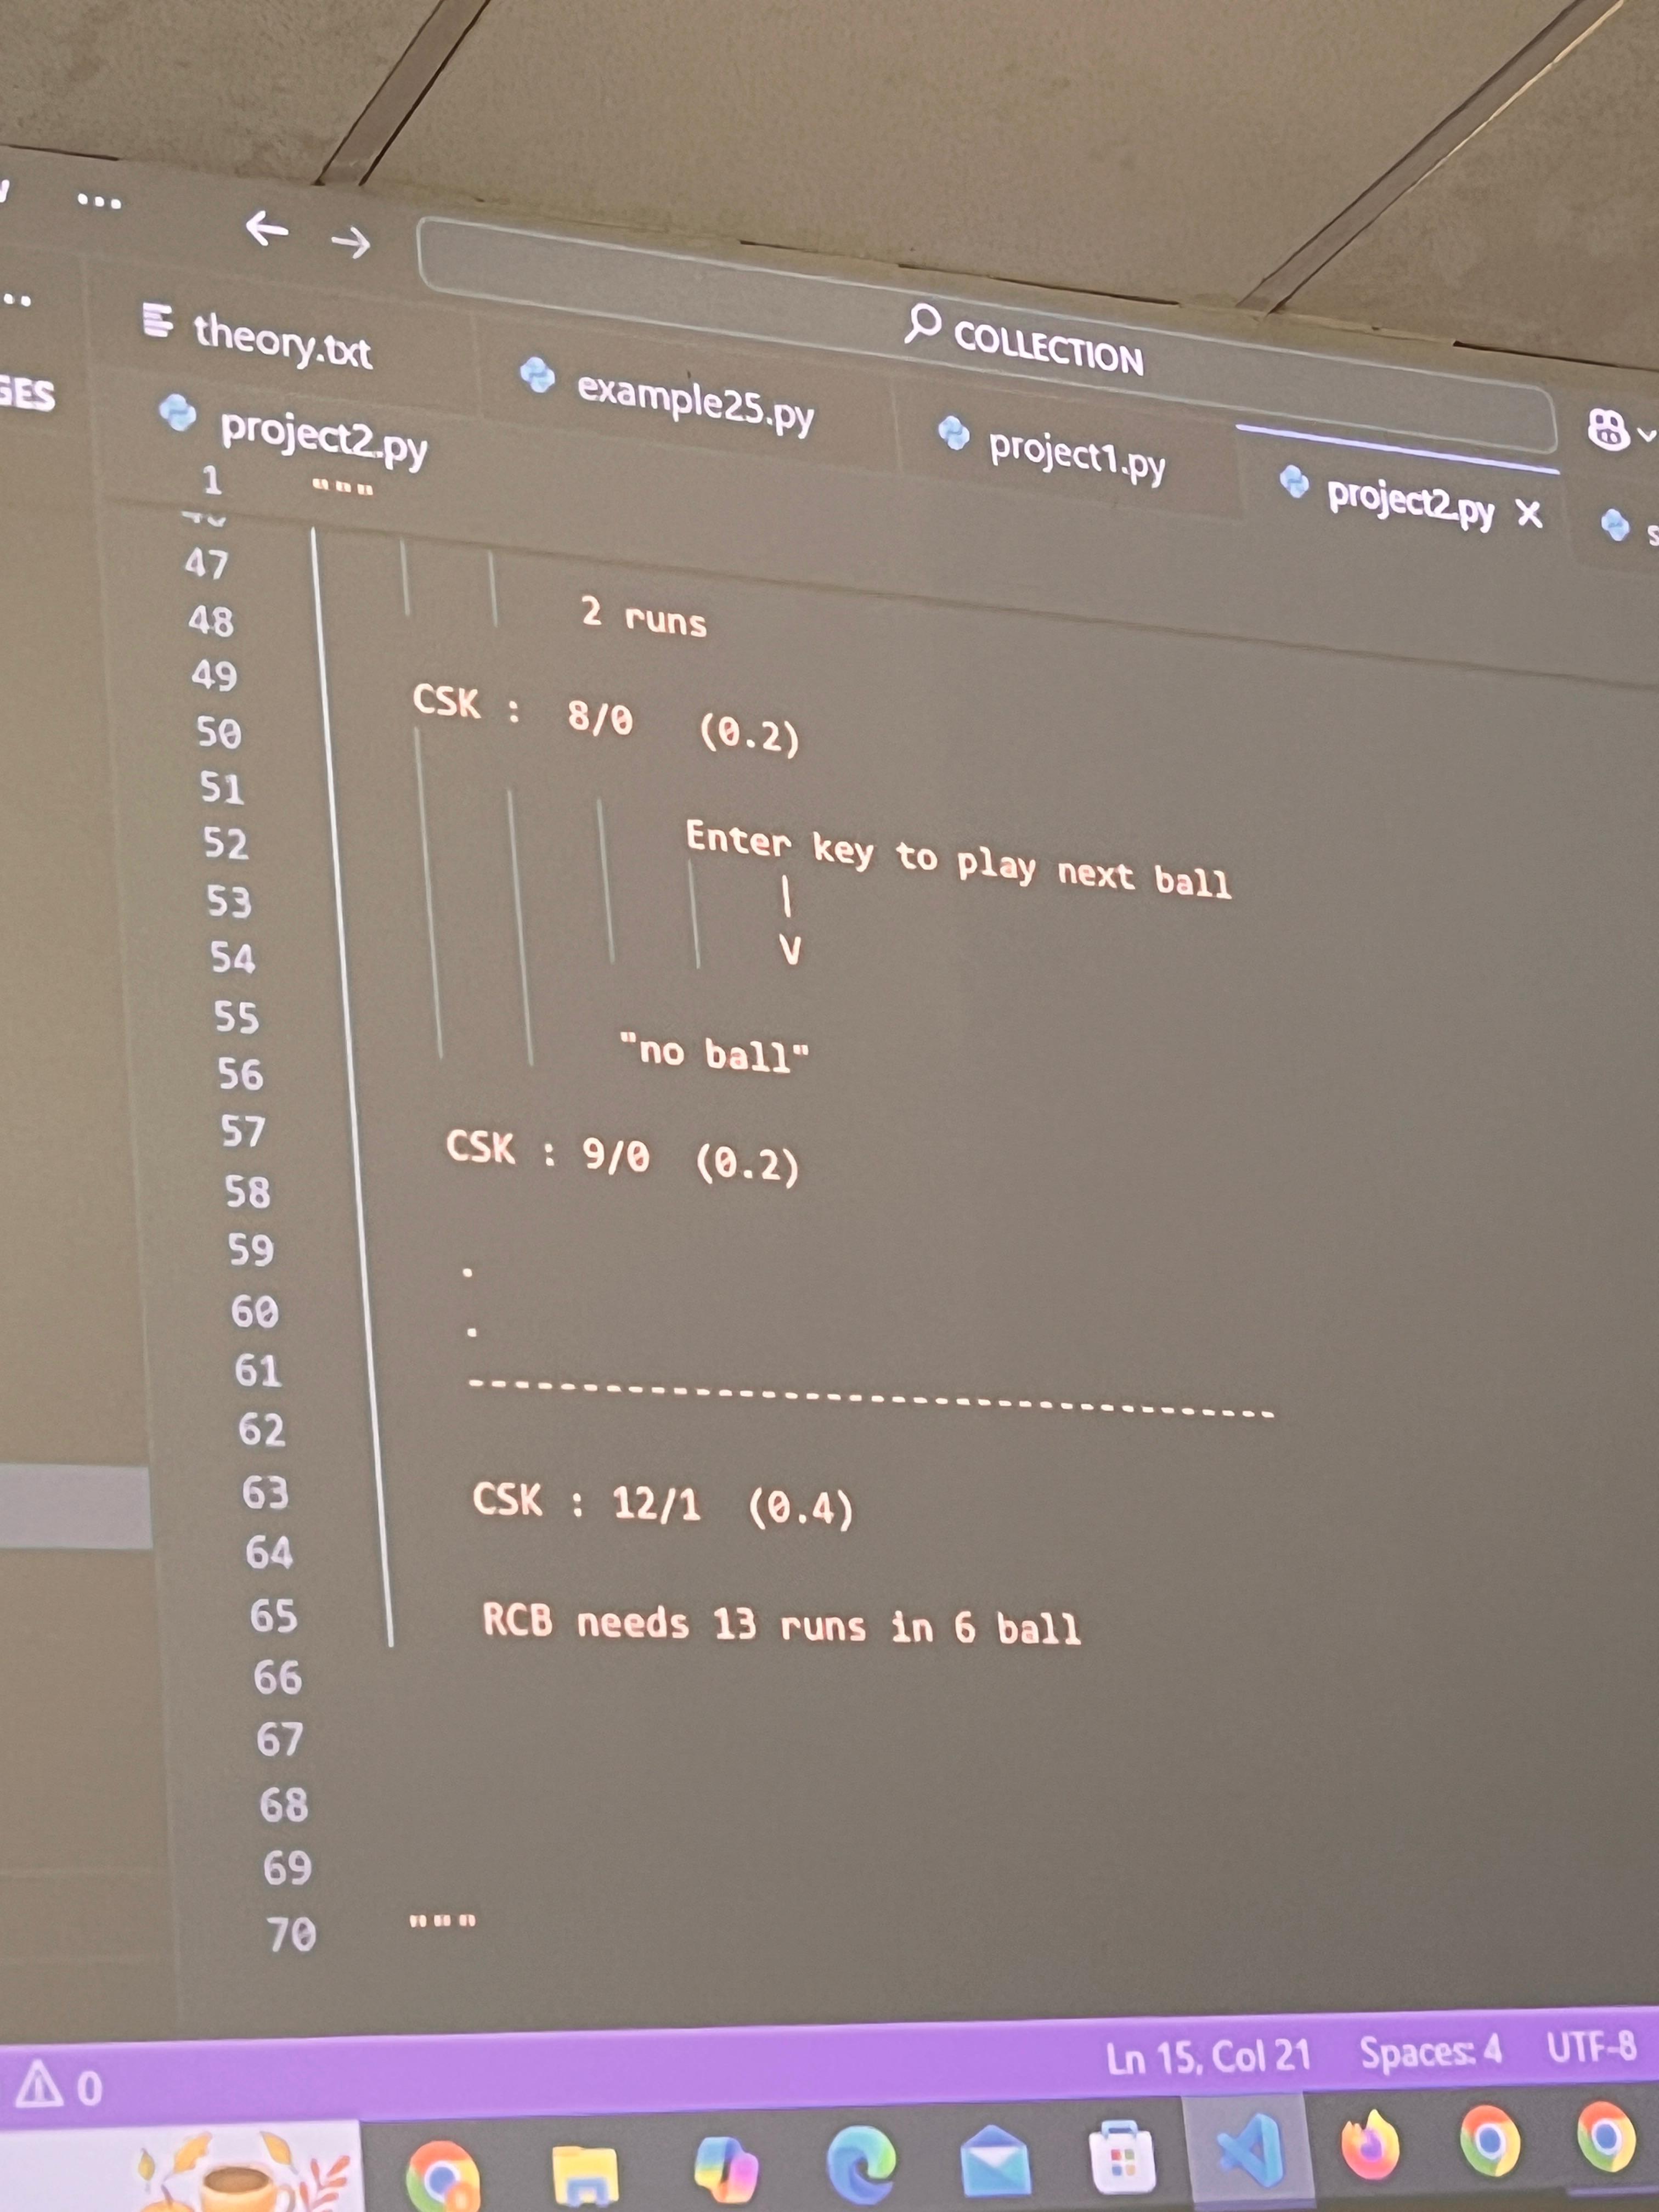 ...
COLLECTION
theory.txt
example25.py
project1.py
project2.py
GES
project2.py
1 """
47
48 2 runs
49
50 CSK : 8/0 (0.2)
51
52 Enter key to play next ball
53 |
54 V
55
56 "no ball"
57
58 CSK : 9/0 (0.2)
59
60 .
61 .
62 -----------------------------------
63
64 CSK : 12/1 (0.4)
65
66 RCB needs 13 runs in 6 ball
67
68
69
70 """
0
Ln 15, Col 21 Spaces: 4 UTF-8